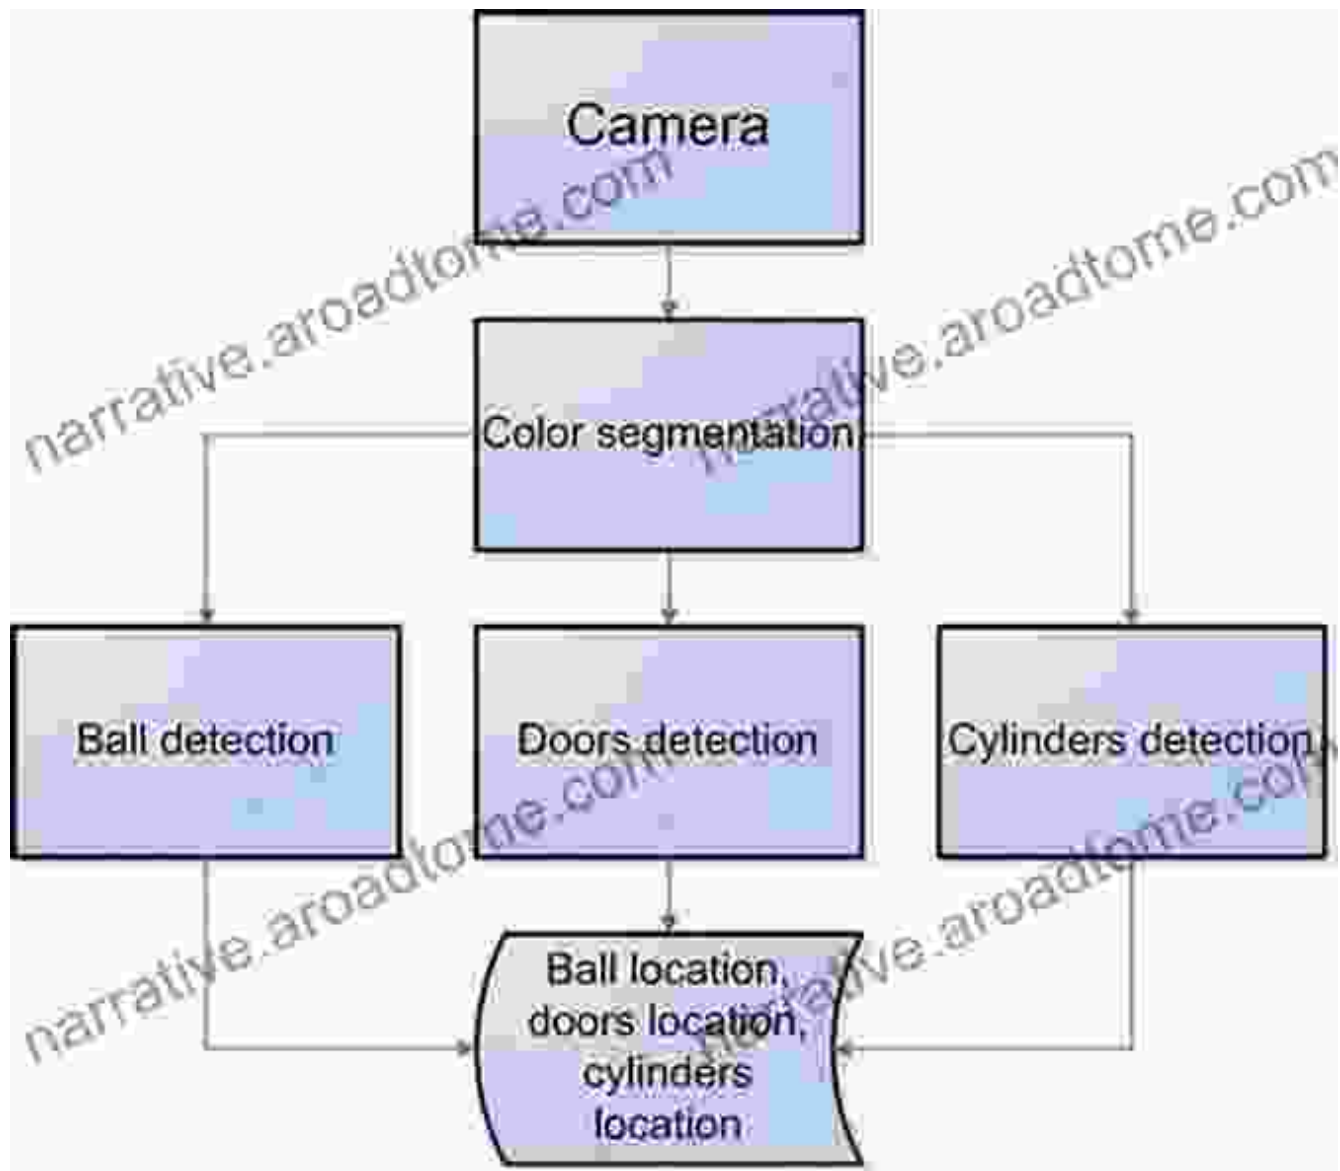 Camera
narrative.aroadtome.com
narrative.aroadtome.com
Color segmentation
Ball detection
Doors detection
Cylinders detection
narrative.aroadtome.com
narrative.aroadtome.com
Ball location,
doors location,
cylinders
location